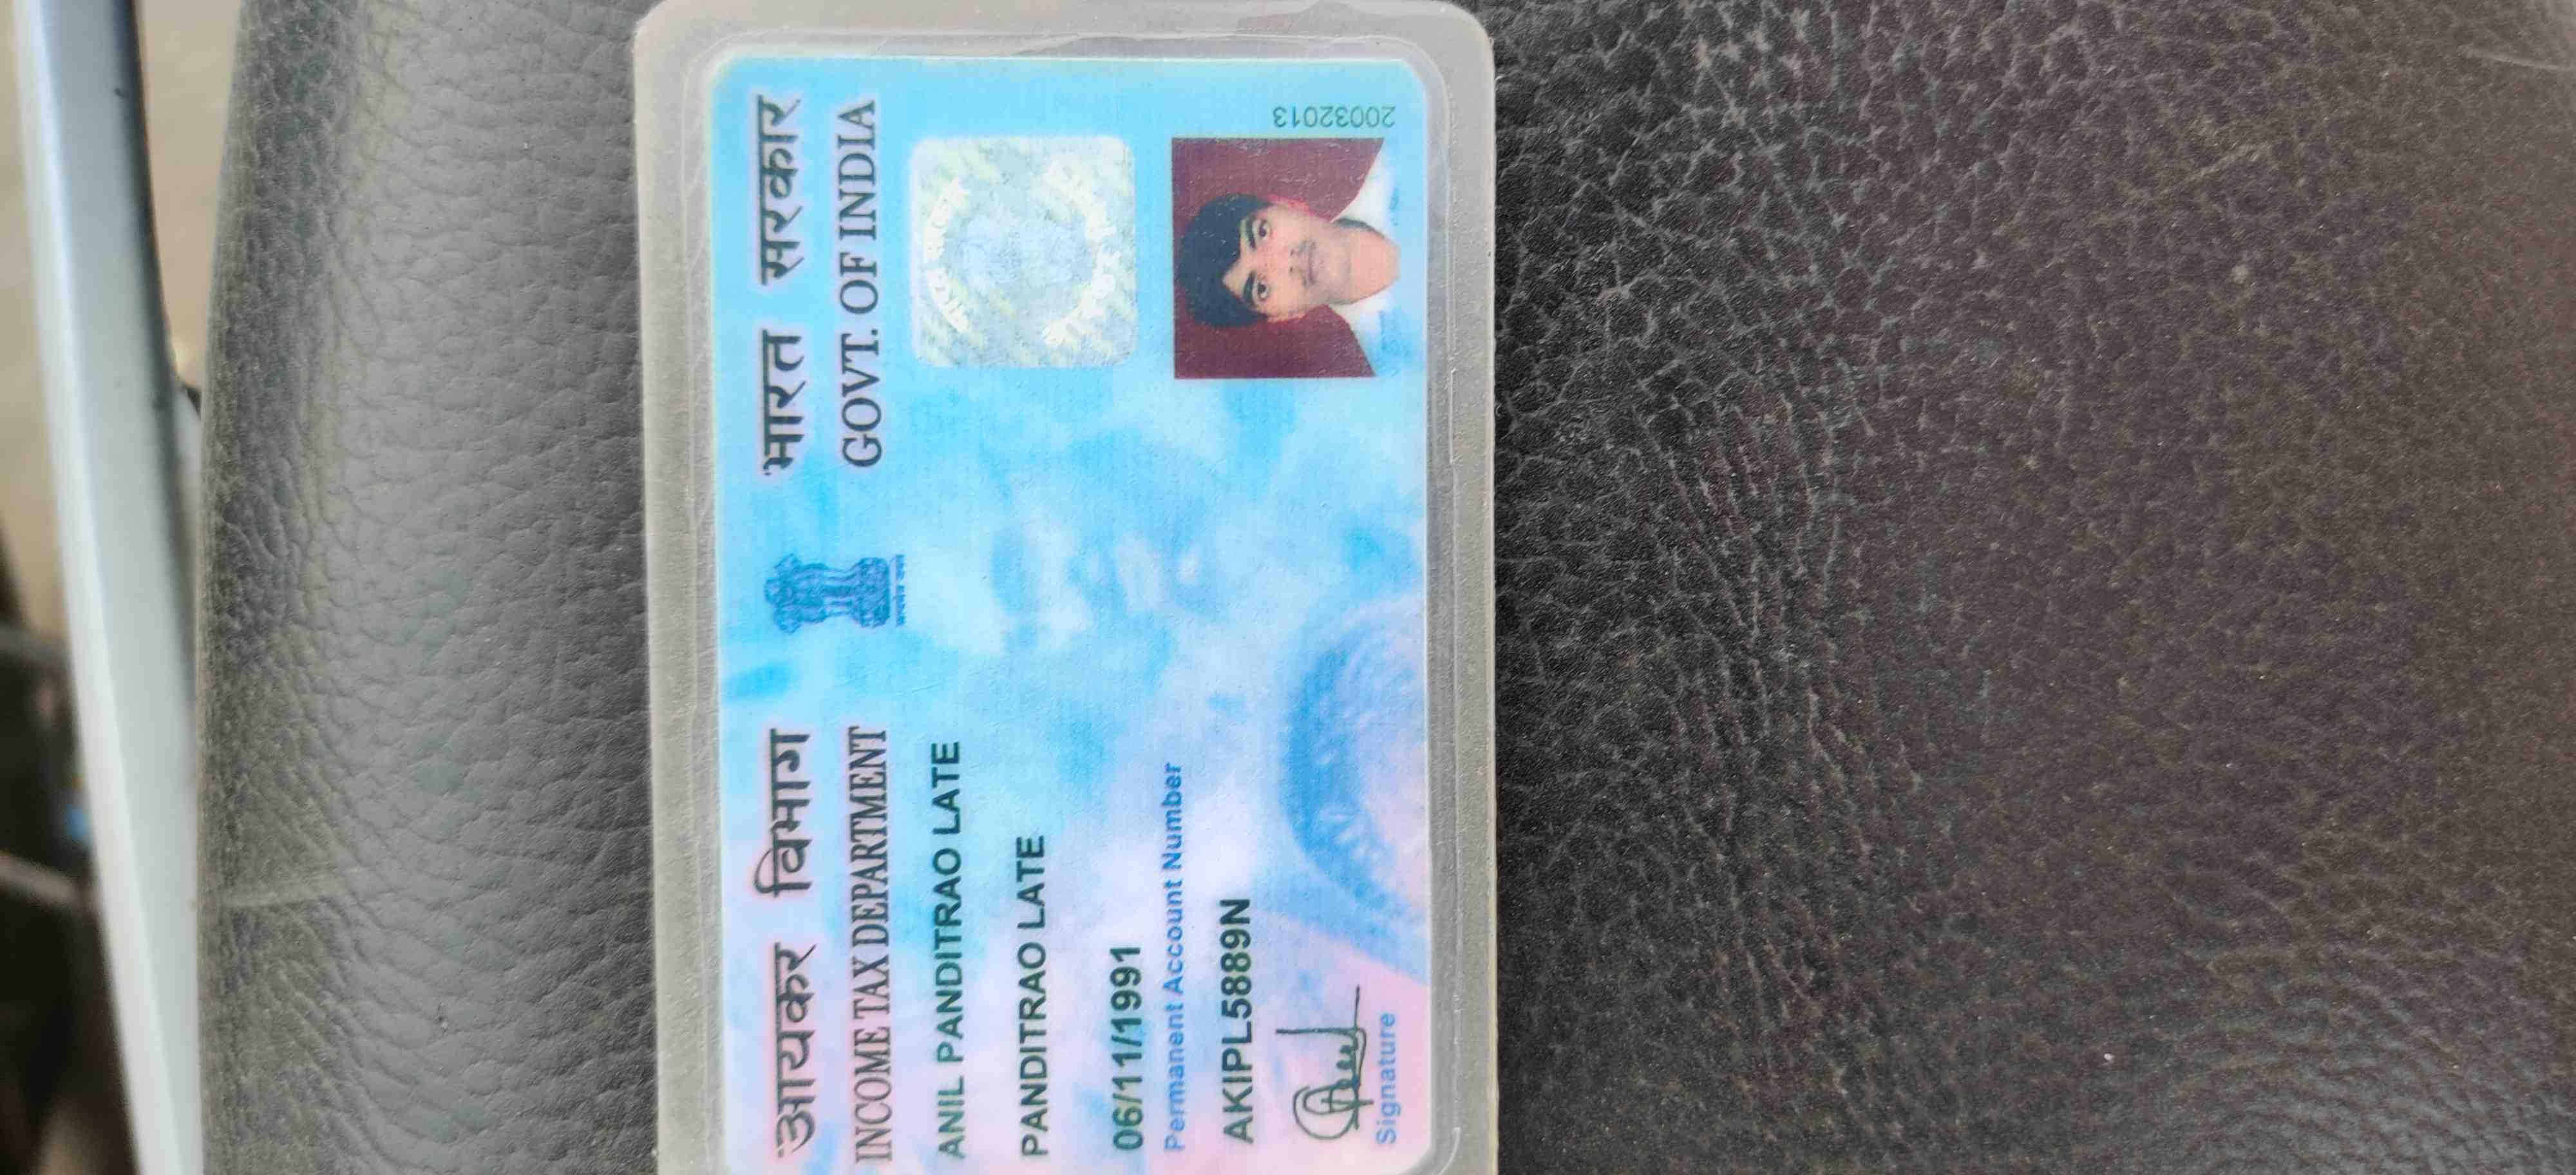 आयकर विभाग
INCOME TAX DEPARTMENT
भारत सरकार
GOVT. OF INDIA
ANIL PANDITRAO LATE
PANDITRAO LATE
06/11/1991
Permanent Account Number
AKIPL5889N
Signature
20032013